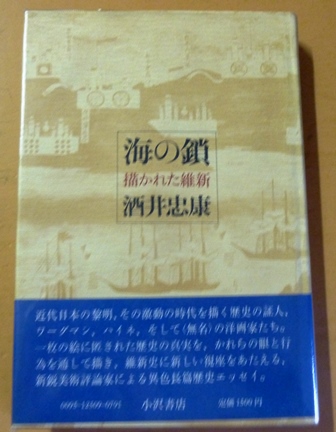 海の鎖
描かれた維新
酒井忠康
近代日本の黎明，その激動の時代を描く歴史の証人，
ワーグマン，ハイネ，そして〈無名〉の洋画家たち。
一枚の絵に匿された歴史の真実を，かれらの眼と行
為を通して描き，維新史に新しい視座をあたえる，
新鋭美術評論家による異色長篇歴史エッセイ。
小沢書店
定価1800円